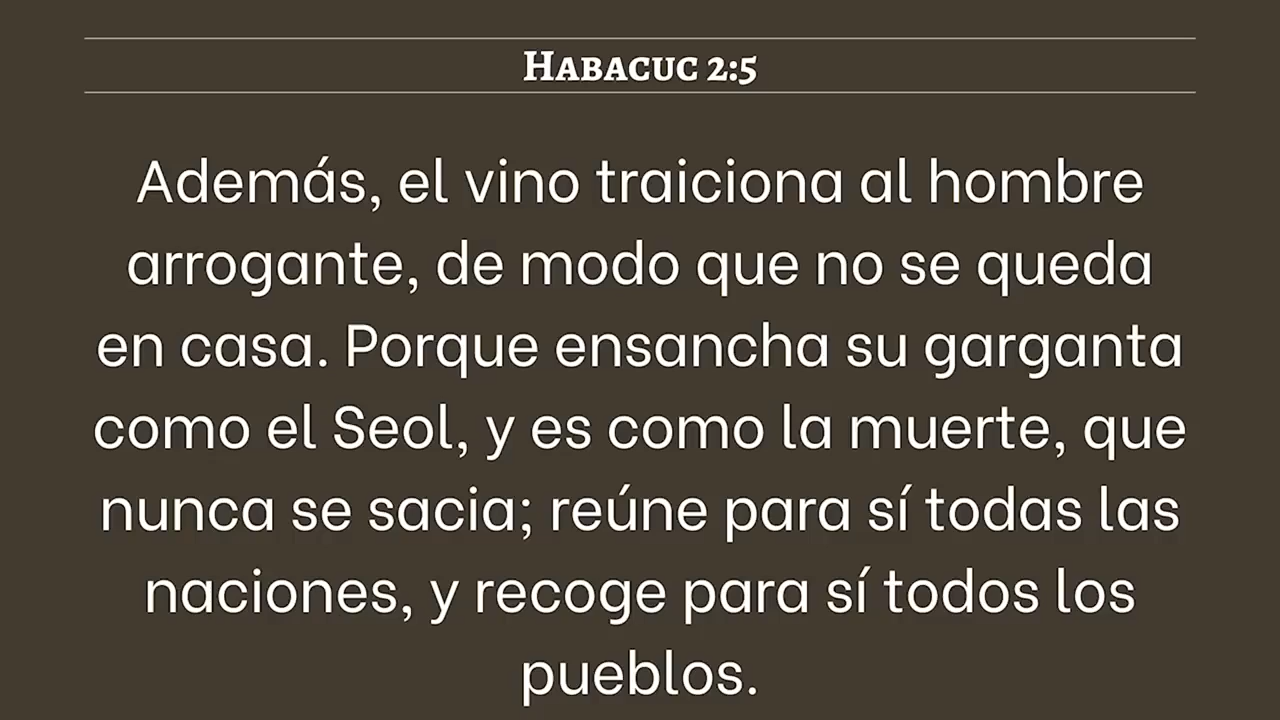 Habacuc 2:5
Además, el vino traiciona al hombre
arrogante, de modo que no se queda
en casa. Porque ensancha su garganta
como el Seol, y es como la muerte, que
nunca se sacia; reúne para sí todas las
naciones, y recoge para sí todos los
pueblos.